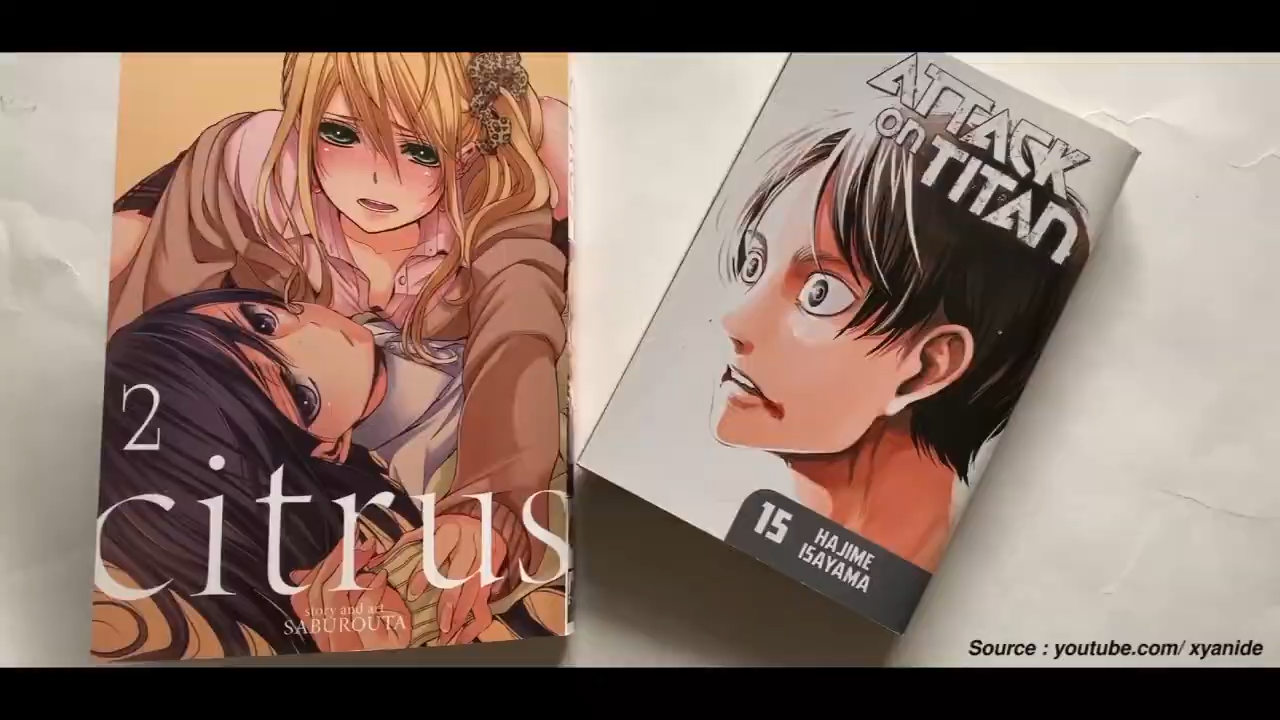 2
citrus
story and art
SABUROUTA
ATTACK
on TITAN
15
HAJIME
ISAYAMA
Source : youtube.com/ xyanide